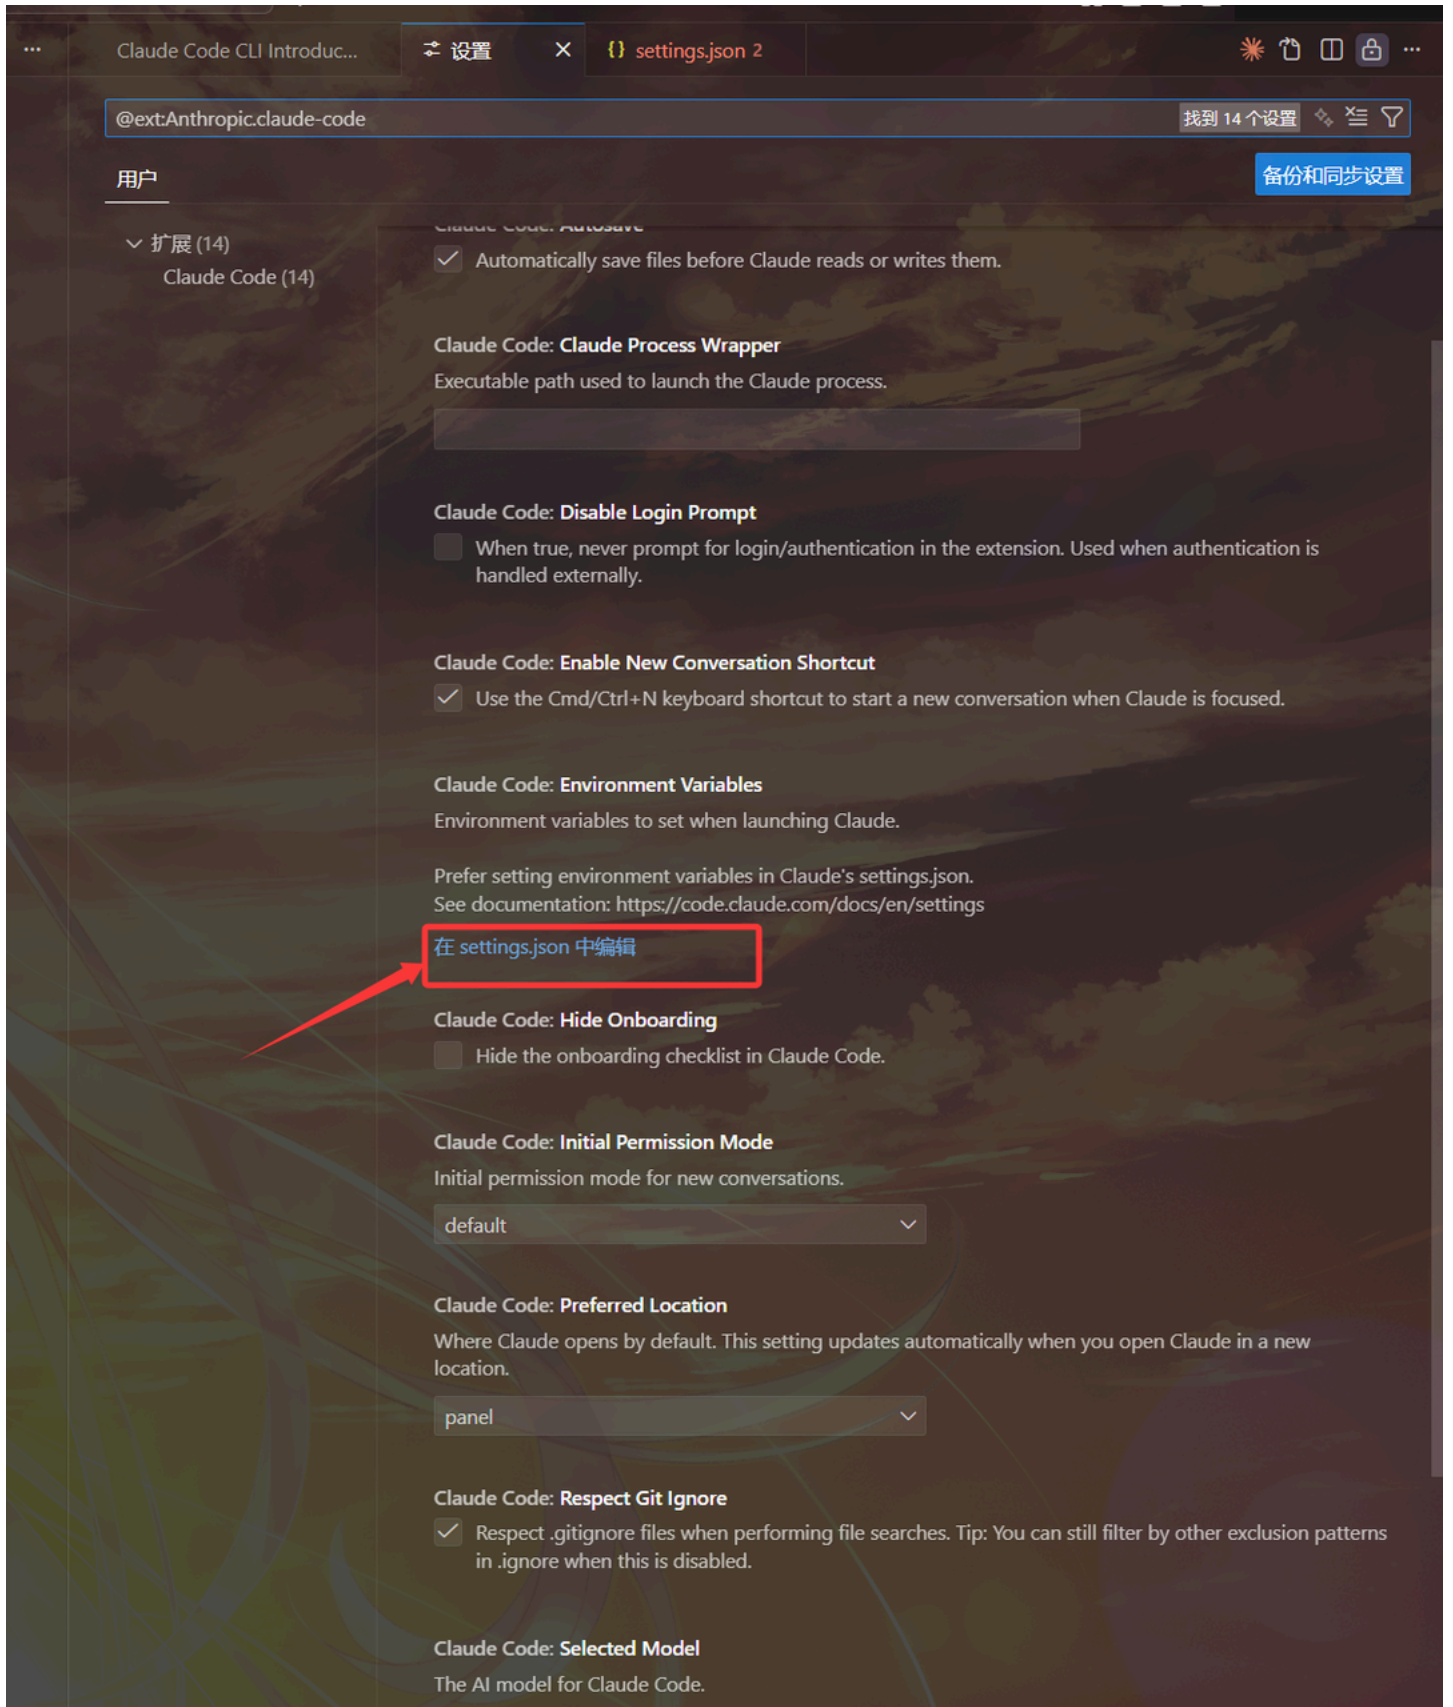 Claude Code CLI Introduc...
设置
{} settings.json 2
@ext:Anthropic.claude-code
找到 14 个设置
用户
备份和同步设置
扩展 (14)
Claude Code (14)
Claude Code: Autosave
Automatically save files before Claude reads or writes them.
Claude Code: Claude Process Wrapper
Executable path used to launch the Claude process.
Claude Code: Disable Login Prompt
When true, never prompt for login/authentication in the extension. Used when authentication is
handled externally.
Claude Code: Enable New Conversation Shortcut
Use the Cmd/Ctrl+N keyboard shortcut to start a new conversation when Claude is focused.
Claude Code: Environment Variables
Environment variables to set when launching Claude.
Prefer setting environment variables in Claude's settings.json.
See documentation: https://code.claude.com/docs/en/settings
在 settings.json 中编辑
Claude Code: Hide Onboarding
Hide the onboarding checklist in Claude Code.
Claude Code: Initial Permission Mode
Initial permission mode for new conversations.
default
Claude Code: Preferred Location
Where Claude opens by default. This setting updates automatically when you open Claude in a new
location.
panel
Claude Code: Respect Git Ignore
Respect .gitignore files when performing file searches. Tip: You can still filter by other exclusion patterns
in .ignore when this is disabled.
Claude Code: Selected Model
The AI model for Claude Code.